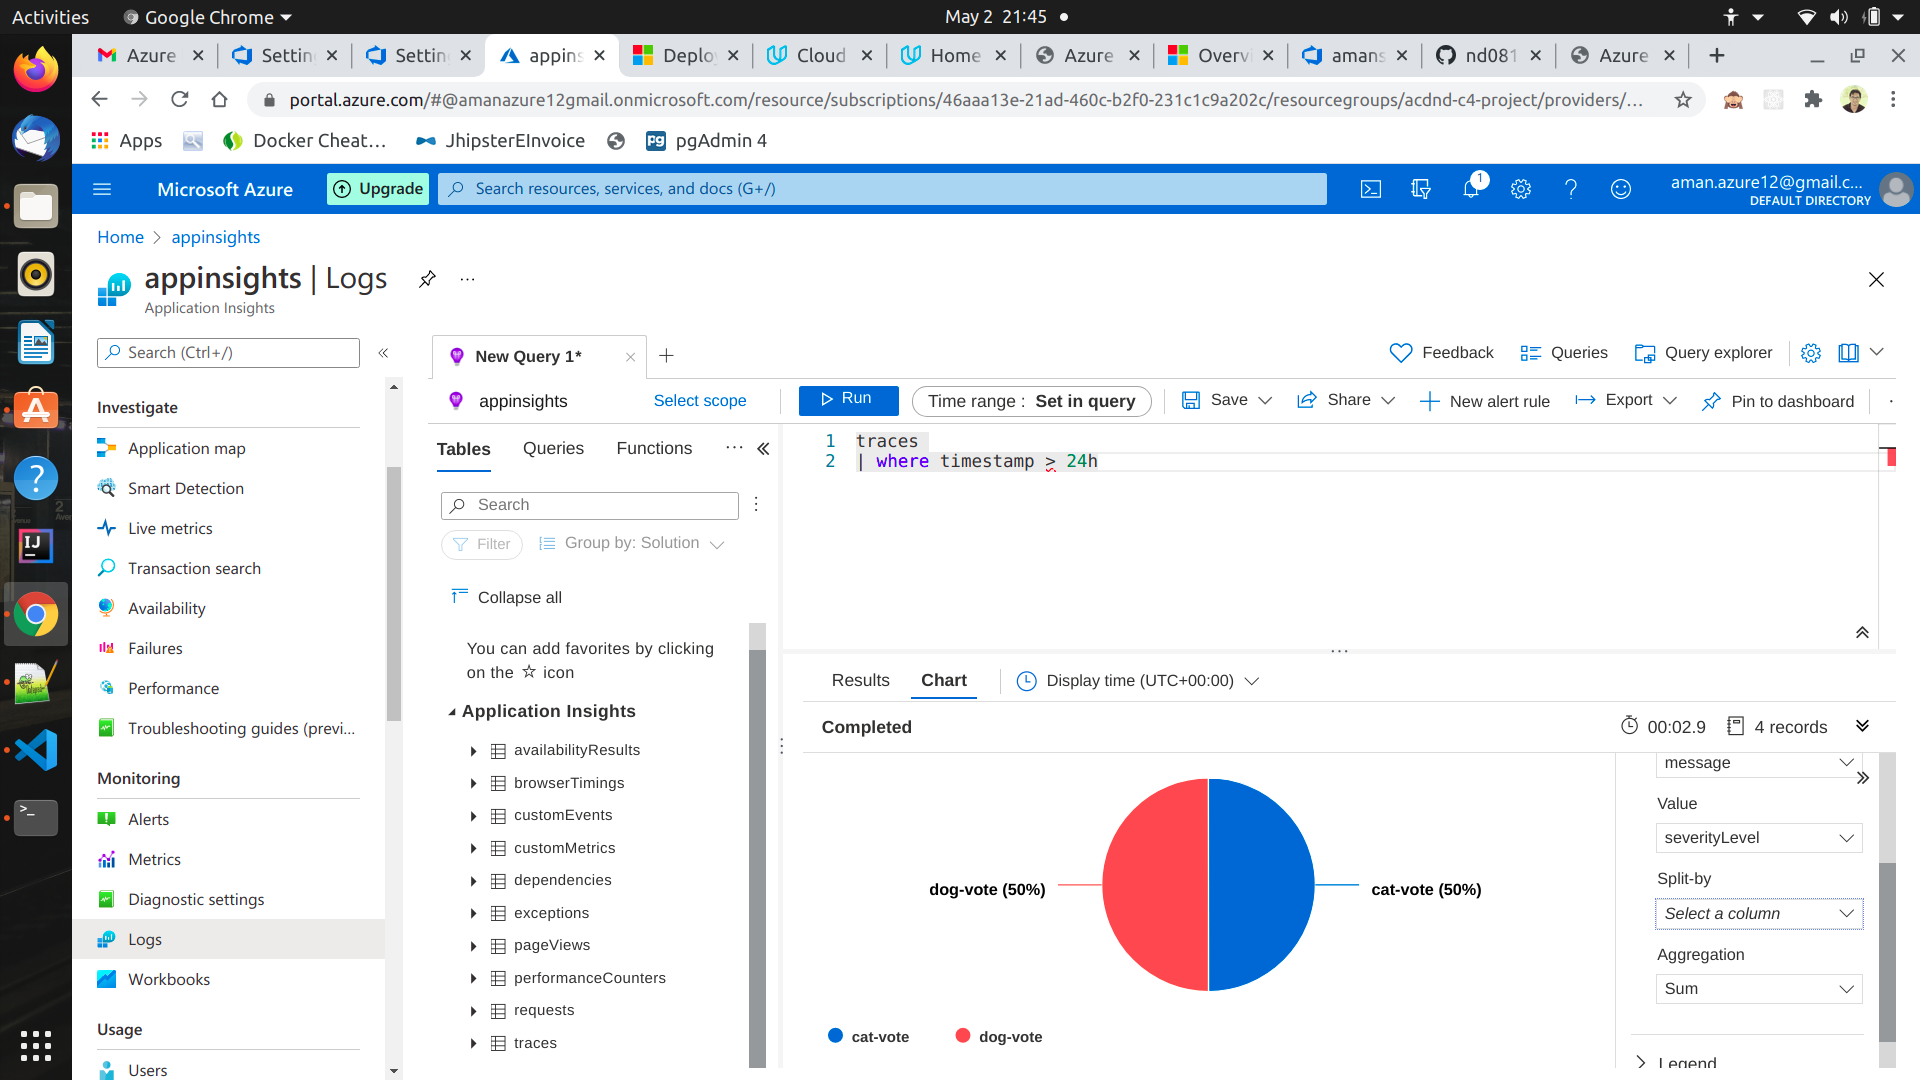 Activities
Google Chrome
May 2 21:45
Azure
Setting
Setting
appins
Deploy
Cloud
Home
Azure
Overvi
amans
nd081
Azure
portal.azure.com/#@amanazure12gmail.onmicrosoft.com/resource/subscriptions/46aaa13e-21ad-460c-b2f0-231c1c9a202c/resourcegroups/acdnd-c4-project/providers/...
Apps
Docker Cheat...
JhipsterEInvoice
pg
pgAdmin 4
Microsoft Azure
Upgrade
Search resources, services, and docs (G+/)
1
aman.azure12@gmail.c...
DEFAULT DIRECTORY
Home
appinsights
appinsights | Logs
Application Insights
Search (Ctrl+/)
Investigate
Application map
Smart Detection
Live metrics
Transaction search
Availability
Failures
Performance
Troubleshooting guides (previ...
Monitoring
Alerts
Metrics
Diagnostic settings
Logs
Workbooks
Usage
Users
New Query 1*
Feedback
Queries
Query explorer
appinsights
Select scope
Run
Time range : Set in query
Save
Share
New alert rule
Export
Pin to dashboard
Tables
Queries
Functions
Search
Filter
Group by: Solution
Collapse all
You can add favorites by clicking
on the ☆ icon
Application Insights
availabilityResults
browserTimings
customEvents
customMetrics
dependencies
exceptions
pageViews
performanceCounters
requests
traces
1 traces
2 | where timestamp > 24h
Results
Chart
Display time (UTC+00:00)
Completed
00:02.9
4 records
dog-vote (50%)
cat-vote (50%)
cat-vote
dog-vote
message
Value
severityLevel
Split-by
Select a column
Aggregation
Sum
Legend
IJ